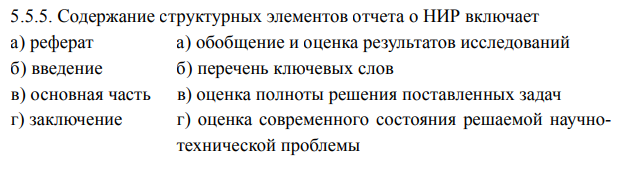 5.5.5. Содержание структурных элементов отчета о НИР включает
а) реферат а) обобщение и оценка результатов исследований
б) введение б) перечень ключевых слов
в) основная часть в) оценка полноты решения поставленных задач
г) заключение г) оценка современного состояния решаемой научно-
технической проблемы